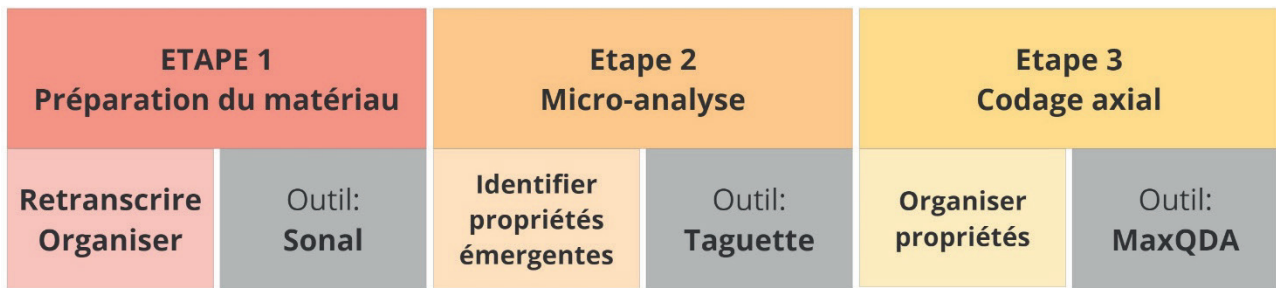 ETAPE 1
Préparation du matériau
Etape 2
Micro-analyse
Etape 3
Codage axial
Retranscrire
Organiser
Outil:
Sonal
Identifier
propriétés
émergentes
Outil:
Taguette
Organiser
propriétés
Outil:
MaxQDA